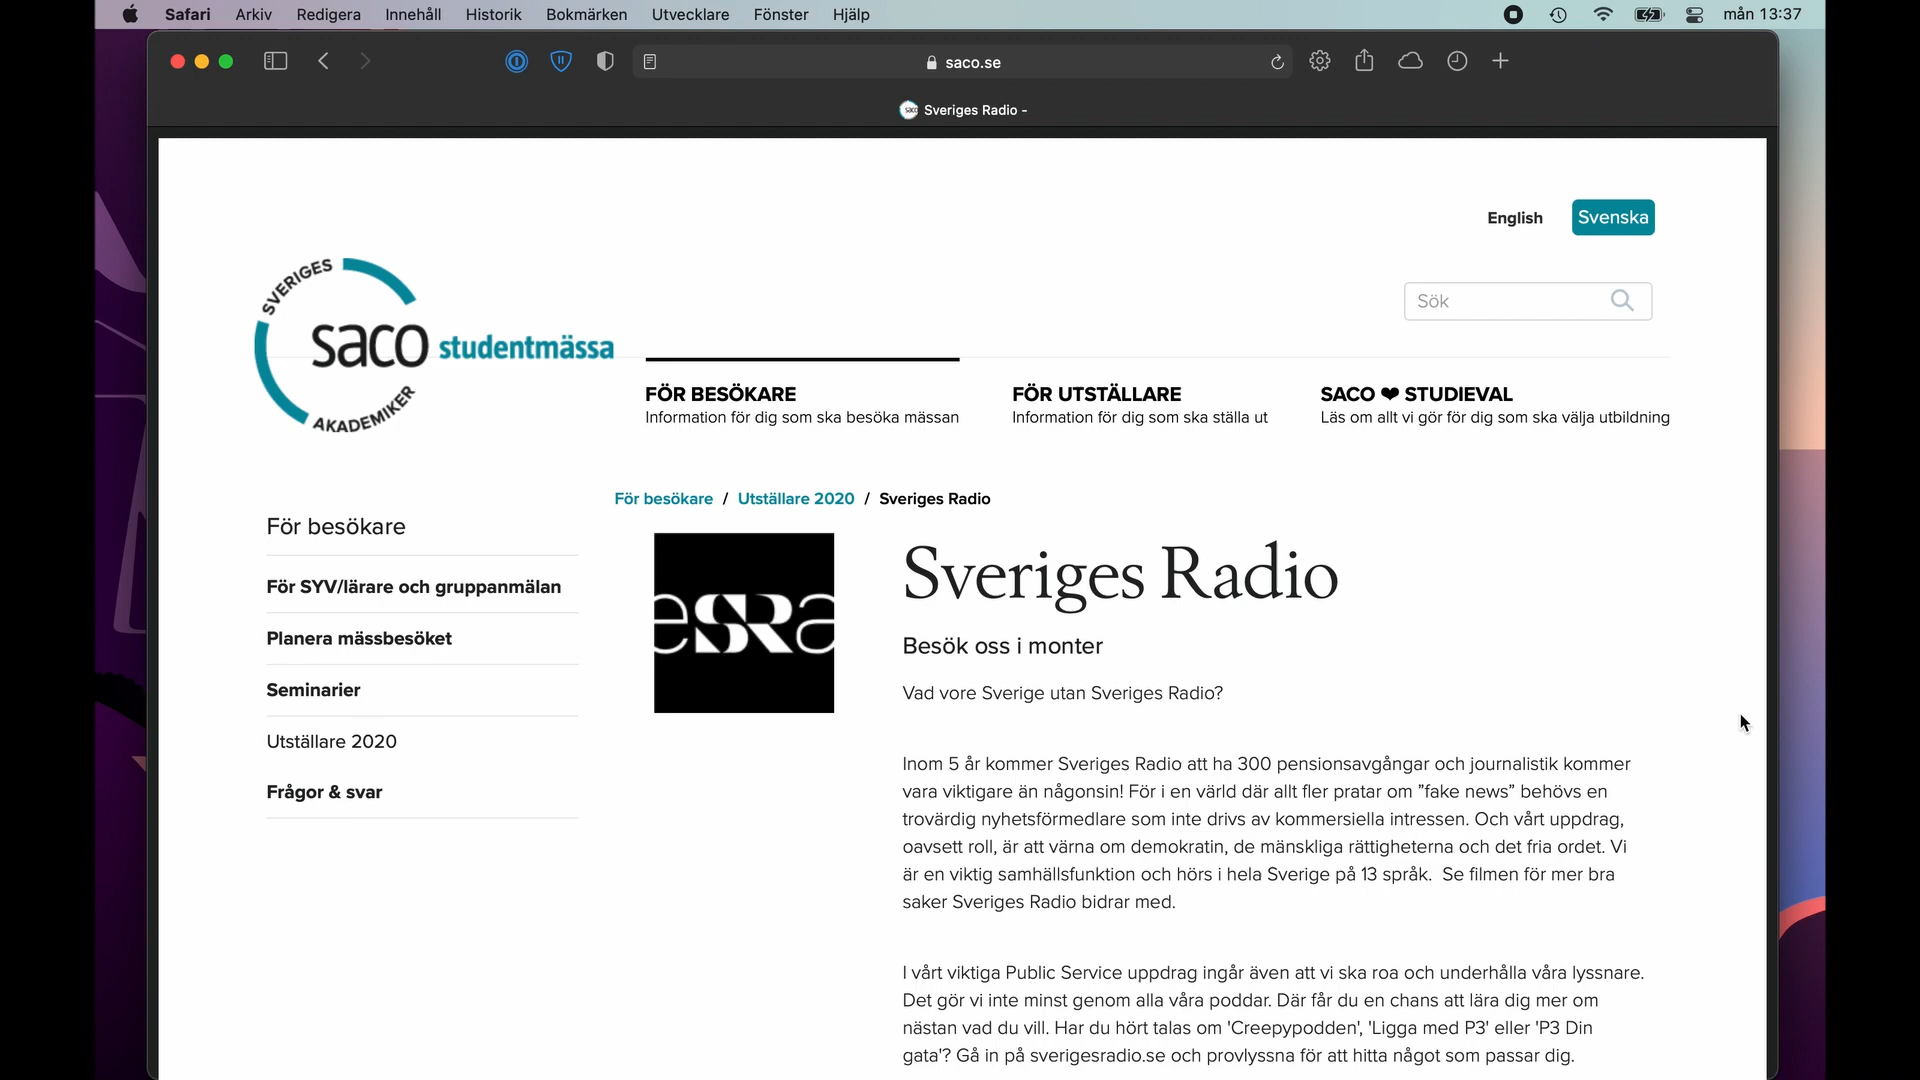 Safari Arkiv Redigera Innehåll Historik Bokmärken Utvecklare Fönster Hjälp mån 13:37
saco.se
Sveriges Radio -
English Svenska
Sök
SVERIGES
saco studentmässa
AKADEMIKER
FÖR BESÖKARE
Information för dig som ska besöka mässan
FÖR UTSTÄLLARE
Information för dig som ska ställa ut
SACO ❤ STUDIEVAL
Läs om allt vi gör för dig som ska välja utbildning
För besökare
För SYV/lärare och gruppanmälan
Planera mässbesöket
Seminarier
Utställare 2020
Frågor & svar
För besökare / Utställare 2020 / Sveriges Radio
eSRa
Sveriges Radio
Besök oss i monter
Vad vore Sverige utan Sveriges Radio?
Inom 5 år kommer Sveriges Radio att ha 300 pensionsavgångar och journalistik kommer
vara viktigare än någonsin! För i en värld där allt fler pratar om ”fake news” behövs en
trovärdig nyhetsförmedlare som inte drivs av kommersiella intressen. Och vårt uppdrag,
oavsett roll, är att värna om demokratin, de mänskliga rättigheterna och det fria ordet. Vi
är en viktig samhällsfunktion och hörs i hela Sverige på 13 språk. Se filmen för mer bra
saker Sveriges Radio bidrar med.
I vårt viktiga Public Service uppdrag ingår även att vi ska roa och underhålla våra lyssnare.
Det gör vi inte minst genom alla våra poddar. Där får du en chans att lära dig mer om
nästan vad du vill. Har du hört talas om 'Creepypodden', 'Ligga med P3' eller 'P3 Din
gata'? Gå in på sverigesradio.se och provlyssna för att hitta något som passar dig.